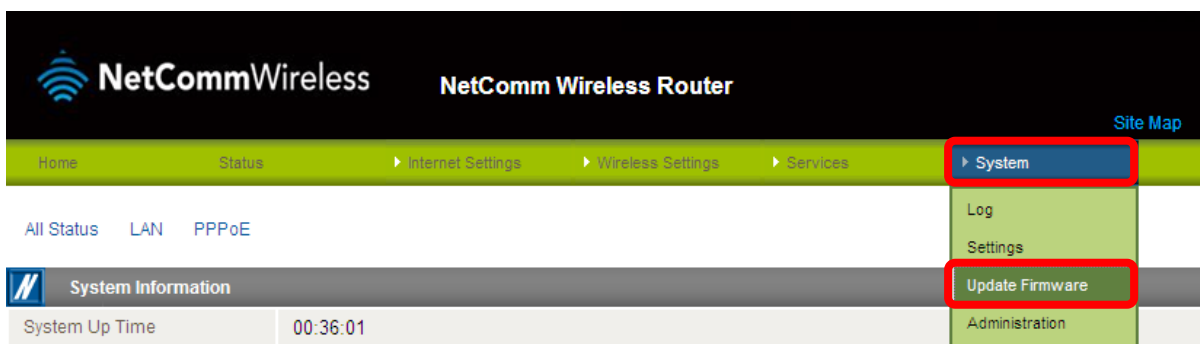 NetCommWireless
NetComm Wireless Router
Site Map
Home Status Internet Settings Wireless Settings Services System
Log
All Status LAN PPPoE
Settings
System Information
Update Firmware
System Up Time 00:36:01
Administration